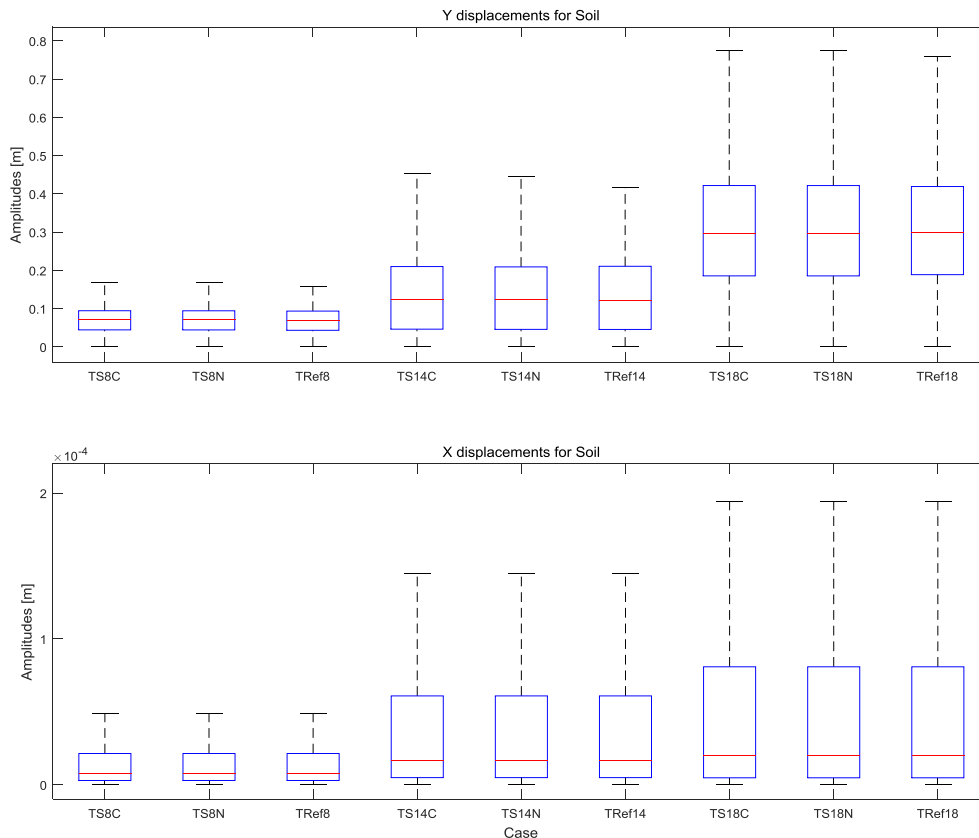 Y displacements for Soil
0.8
0.7
0.6
0.5
0.4
0.3
0.2
0.1
0
Amplitudes [m]
TS8C TS8N TRef8 TS14C TS14N TRef14 TS18C TS18N TRef18
×10⁻⁴
X displacements for Soil
2
1
0
Amplitudes [m]
TS8C TS8N TRef8 TS14C TS14N TRef14 TS18C TS18N TRef18
Case